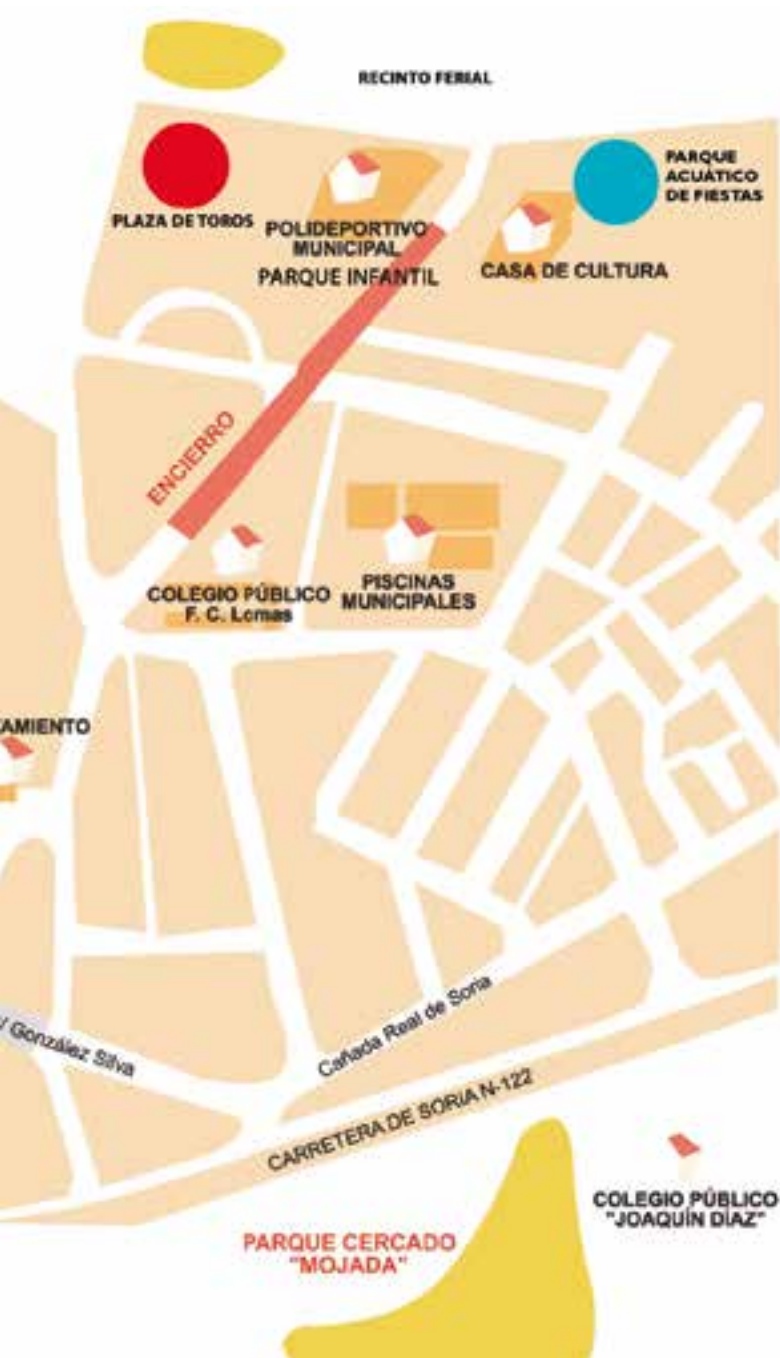 RECINTO FERIAL
PLAZA DE TOROS
POLIDEPORTIVO
MUNICIPAL
PARQUE INFANTIL
PARQUE
ACUÁTICO
DE FIESTAS
CASA DE CULTURA
ENCIERRO
COLEGIO PÚBLICO
F. C. Lomas
PISCINAS
MUNICIPALES
AMIENTO
/ González Silva
Cañada Real de Soria
CARRETERA DE SORIA N-122
COLEGIO PÚBLICO
"JOAQUÍN DÍAZ"
PARQUE CERCADO
"MOJADA"